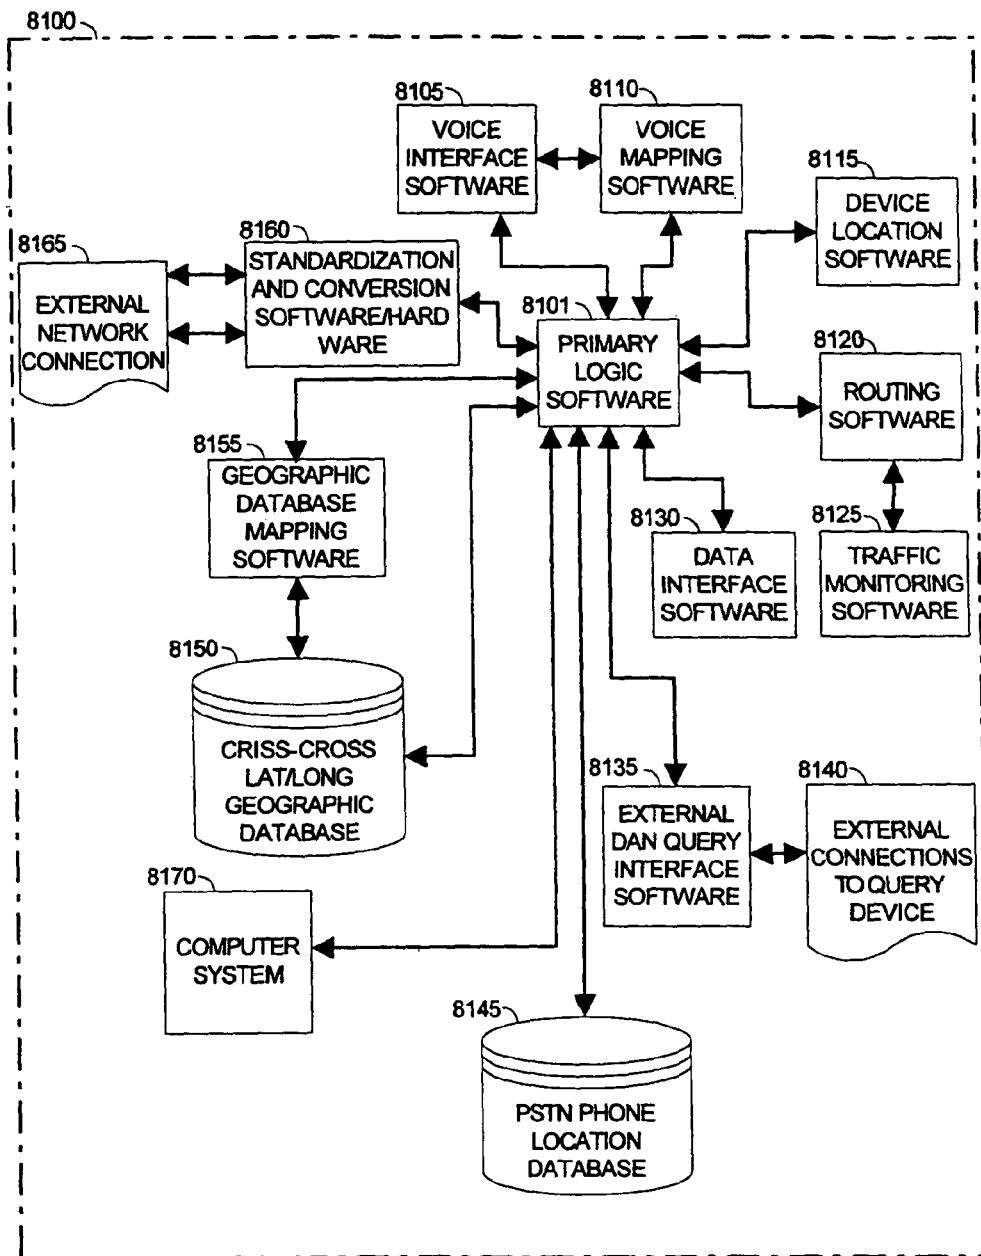 8100
8105
VOICE
INTERFACE
SOFTWARE
8110
VOICE
MAPPING
SOFTWARE
8115
DEVICE
LOCATION
SOFTWARE
8165
EXTERNAL
NETWORK
CONNECTION
8160
STANDARDIZATION
AND CONVERSION
SOFTWARE/HARD
WARE
8101
PRIMARY
LOGIC
SOFTWARE
8120
ROUTING
SOFTWARE
8155
GEOGRAPHIC
DATABASE
MAPPING
SOFTWARE
8130
DATA
INTERFACE
SOFTWARE
8125
TRAFFIC
MONITORING
SOFTWARE
8150
CRISS-CROSS
LAT/LONG
GEOGRAPHIC
DATABASE
8135
EXTERNAL
DAN QUERY
INTERFACE
SOFTWARE
8140
EXTERNAL
CONNECTIONS
TO QUERY
DEVICE
8170
COMPUTER
SYSTEM
8145
PSTN PHONE
LOCATION
DATABASE